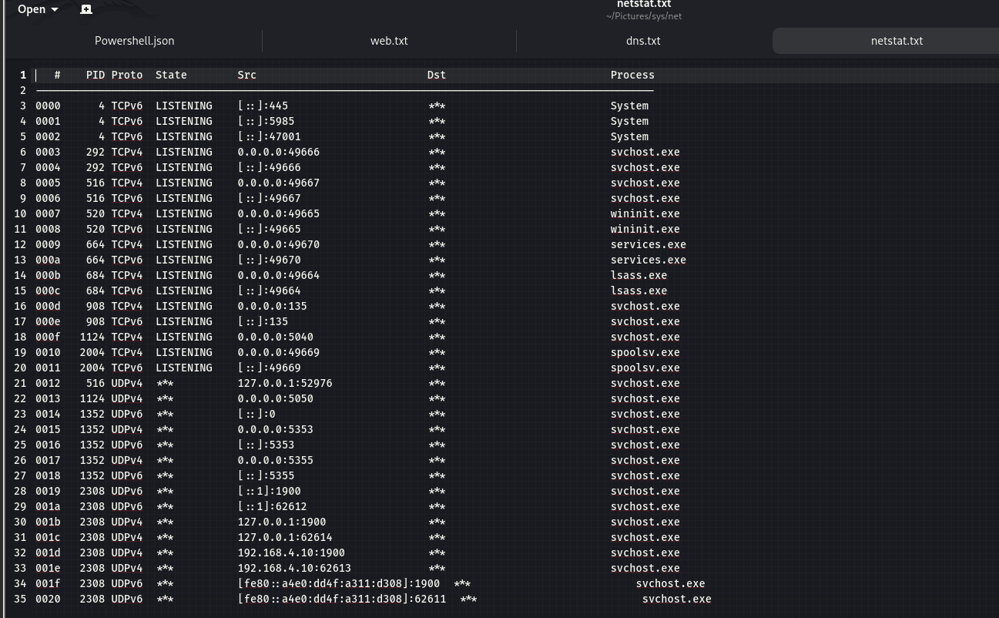 Open
netstat.txt
~/Pictures/sys/net
Powershell.json web.txt dns.txt netstat.txt
1 # PID Proto State Src Dst Process
2
3 0000 4 TCPv6 LISTENING [::]:445 *** System
4 0001 4 TCPv6 LISTENING [::]:5985 *** System
5 0002 4 TCPv6 LISTENING [::]:47001 *** System
6 0003 292 TCPv4 LISTENING 0.0.0.0:49666 *** svchost.exe
7 0004 292 TCPv6 LISTENING [::]:49666 *** svchost.exe
8 0005 516 TCPv4 LISTENING 0.0.0.0:49667 *** svchost.exe
9 0006 516 TCPv6 LISTENING [::]:49667 *** svchost.exe
10 0007 520 TCPv4 LISTENING 0.0.0.0:49665 *** wininit.exe
11 0008 520 TCPv6 LISTENING [::]:49665 *** wininit.exe
12 0009 664 TCPv4 LISTENING 0.0.0.0:49670 *** services.exe
13 000a 664 TCPv6 LISTENING [::]:49670 *** services.exe
14 000b 684 TCPv4 LISTENING 0.0.0.0:49664 *** lsass.exe
15 000c 684 TCPv6 LISTENING [::]:49664 *** lsass.exe
16 000d 908 TCPv4 LISTENING 0.0.0.0:135 *** svchost.exe
17 000e 908 TCPv6 LISTENING [::]:135 *** svchost.exe
18 000f 1124 TCPv4 LISTENING 0.0.0.0:5040 *** svchost.exe
19 0010 2004 TCPv4 LISTENING 0.0.0.0:49669 *** spoolsv.exe
20 0011 2004 TCPv6 LISTENING [::]:49669 *** spoolsv.exe
21 0012 516 UDPv4 *** 127.0.0.1:52976 svchost.exe
22 0013 1124 UDPv4 *** 0.0.0.0:5050 *** svchost.exe
23 0014 1352 UDPv6 *** [::]:0 *** svchost.exe
24 0015 1352 UDPv4 *** 0.0.0.0:5353 *** svchost.exe
25 0016 1352 UDPv6 *** [::]:5353 *** svchost.exe
26 0017 1352 UDPv4 *** 0.0.0.0:5355 *** svchost.exe
27 0018 1352 UDPv6 *** [::]:5355 *** svchost.exe
28 0019 2308 UDPv6 *** [::1]:1900 *** svchost.exe
29 001a 2308 UDPv6 *** [::1]:62612 *** svchost.exe
30 001b 2308 UDPv4 *** 127.0.0.1:1900 *** svchost.exe
31 001c 2308 UDPv4 *** 127.0.0.1:62614 *** svchost.exe
32 001d 2308 UDPv4 *** 192.168.4.10:1900 *** svchost.exe
33 001e 2308 UDPv4 *** 192.168.4.10:62613 *** svchost.exe
34 001f 2308 UDPv6 *** [fe80::a4e0:dd4f:a311:d308]:1900 *** svchost.exe
35 0020 2308 UDPv6 *** [fe80::a4e0:dd4f:a311:d308]:62611 *** svchost.exe